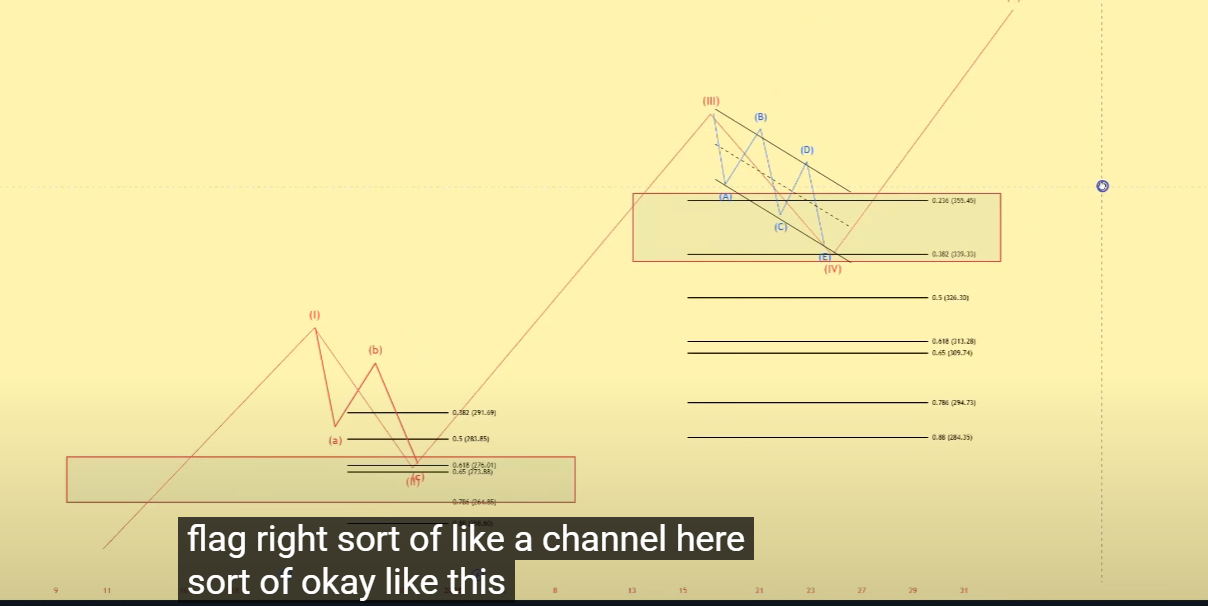 (III)
(B)
(D)
(A)
0.236 (355.45)
(C)
0.382 (339.33)
(E)
(IV)
0.5 (326.30)
(I)
0.618 (313.28)
(b)
0.65 (309.74)
0.786 (294.73)
0.382 (291.69)
(a)
0.5 (283.85)
0.88 (284.35)
0.618 (276.01)
0.65 (273.88)
(c)
(II)
0.786 (264.85)
flag right sort of like a channel here
sort of okay like this
9 11 8 13 15 21 23 27 29 31